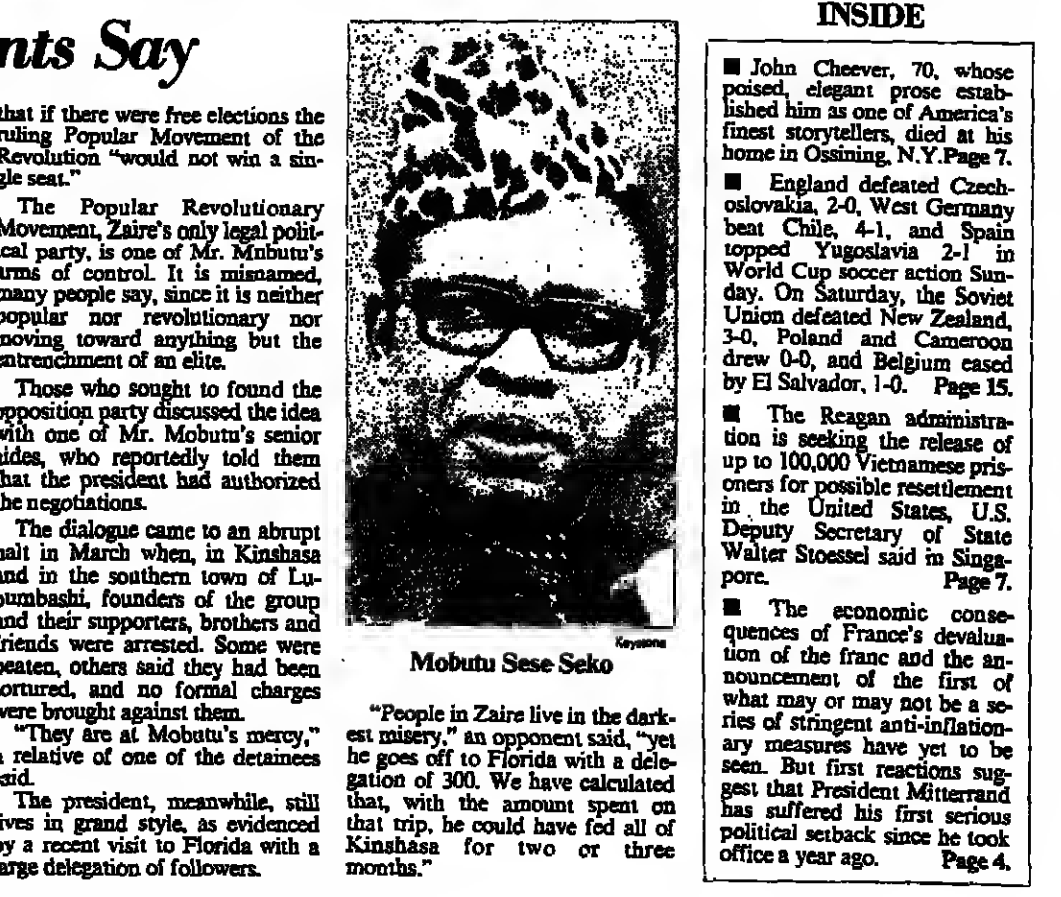 nts Say
that if there were free elections the
ruling Popular Movement of the
Revolution "would not win a sin-
gle seat."
The Popular Revolutionary
Movement, Zaire's only legal polit-
ical party, is one of Mr. Mnbutu's
arms of control. It is misnamed,
many people say, since it is neither
popular nor revolutionary nor
moving toward anything but the
entrenchment of an elite.
Those who sought to found the
opposition party discussed the idea
with one of Mr. Mobutu's senior
aides, who reportedly told them
that the president had authorized
the negotiations.
The dialogue came to an abrupt
halt in March when, in Kinshasa
and in the southern town of Lu-
bumbashi, founders of the group
and their supporters, brothers and
friends were arrested. Some were
beaten, others said they had been
tortured, and no formal charges
were brought against them.
"They are at Mobutu's mercy,"
a relative of one of the detainees
said.
The president, meanwhile, still
lives in grand style, as evidenced
by a recent visit to Florida with a
large delegation of followers.
Keystone
Mobutu Sese Seko
"People in Zaire live in the dark-
est misery," an opponent said, "yet
he goes off to Florida with a dele-
gation of 300. We have calculated
that, with the amount spent on
that trip, he could have fed all of
Kinshasa for two or three
months."
INSIDE
■ John Cheever, 70, whose
poised, elegant prose estab-
lished him as one of America's
finest storytellers, died at his
home in Ossining, N.Y. Page 7.
■ England defeated Czech-
oslovakia, 2-0, West Germany
beat Chile, 4-1, and Spain
topped Yugoslavia 2-1 in
World Cup soccer action Sun-
day. On Saturday, the Soviet
Union defeated New Zealand,
3-0, Poland and Cameroon
drew 0-0, and Belgium eased
by El Salvador, 1-0. Page 15.
■ The Reagan administra-
tion is seeking the release of
up to 100,000 Vietnamese pris-
oners for possible resettlement
in the United States, U.S.
Deputy Secretary of State
Walter Stoessel said in Singa-
pore. Page 7.
■ The economic conse-
quences of France's devalua-
tion of the franc and the an-
nouncement of the first of
what may or may not be a se-
ries of stringent anti-inflation-
ary measures have yet to be
seen. But first reactions sug-
gest that President Mitterrand
has suffered his first serious
political setback since he took
office a year ago. Page 4.